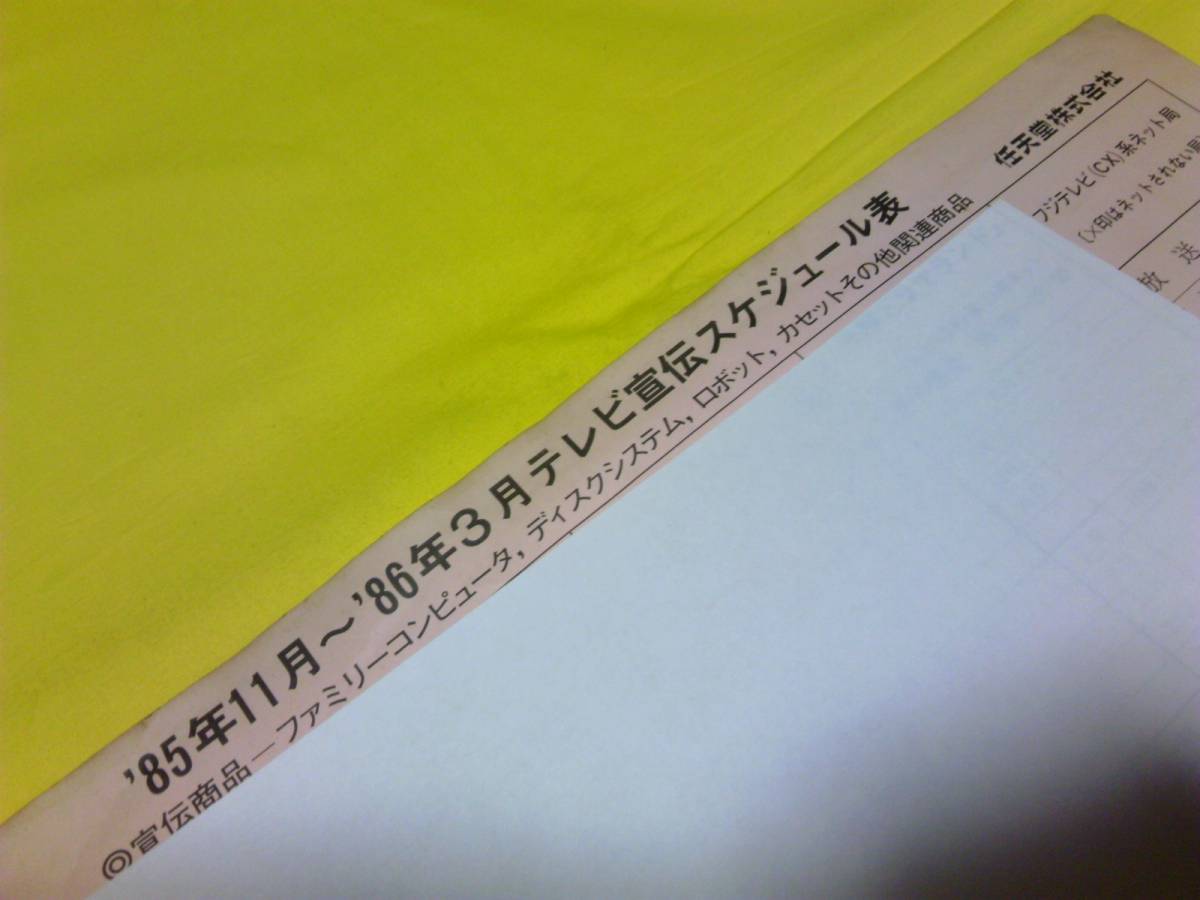 '85年11月～'86年3月テレビ宣伝スケジュール表
任天堂株式会社
◎宣伝商品―ファミリーコンピュータ, ディスクシステム, ロボット, カセットその他関連商品
フジテレビ(CX)系ネット局
(×印はネットされない局
放送